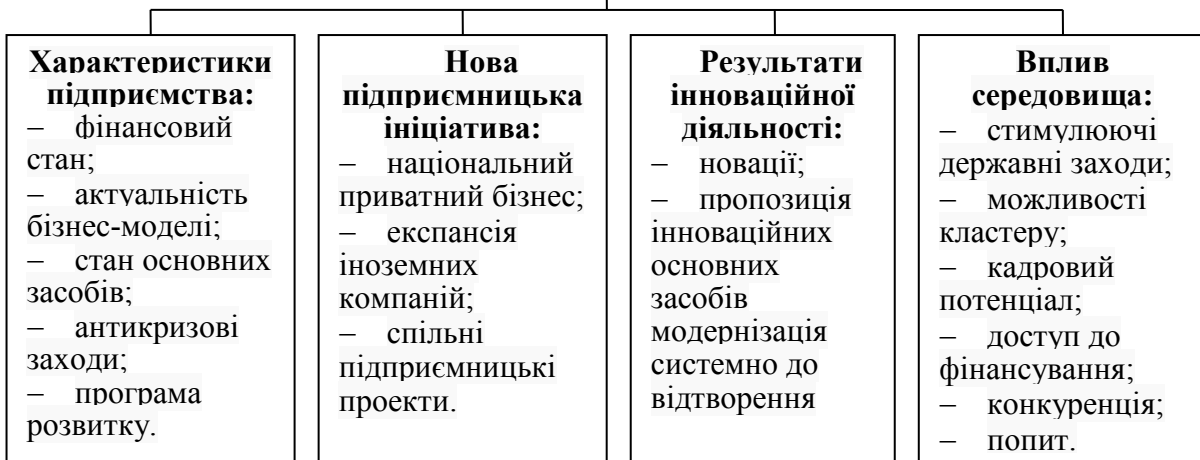 Характеристики
підприємства:
– фінансовий
стан;
– актуальність
бізнес-моделі;
– стан основних
засобів;
– антикризові
заходи;
– програма
розвитку.
Нова
підприємницька
ініціатива:
– національний
приватний бізнес;
– експансія
іноземних
компаній;
– спільні
підприємницькі
проекти.
Результати
інноваційної
діяльності:
– новації;
– пропозиція
інноваційних
основних
засобів
модернізація
системно до
відтворення
Вплив
середовища:
– стимулюючі
державні заходи;
– можливості
кластеру;
– кадровий
потенціал;
– доступ до
фінансування;
– конкуренція;
– попит.